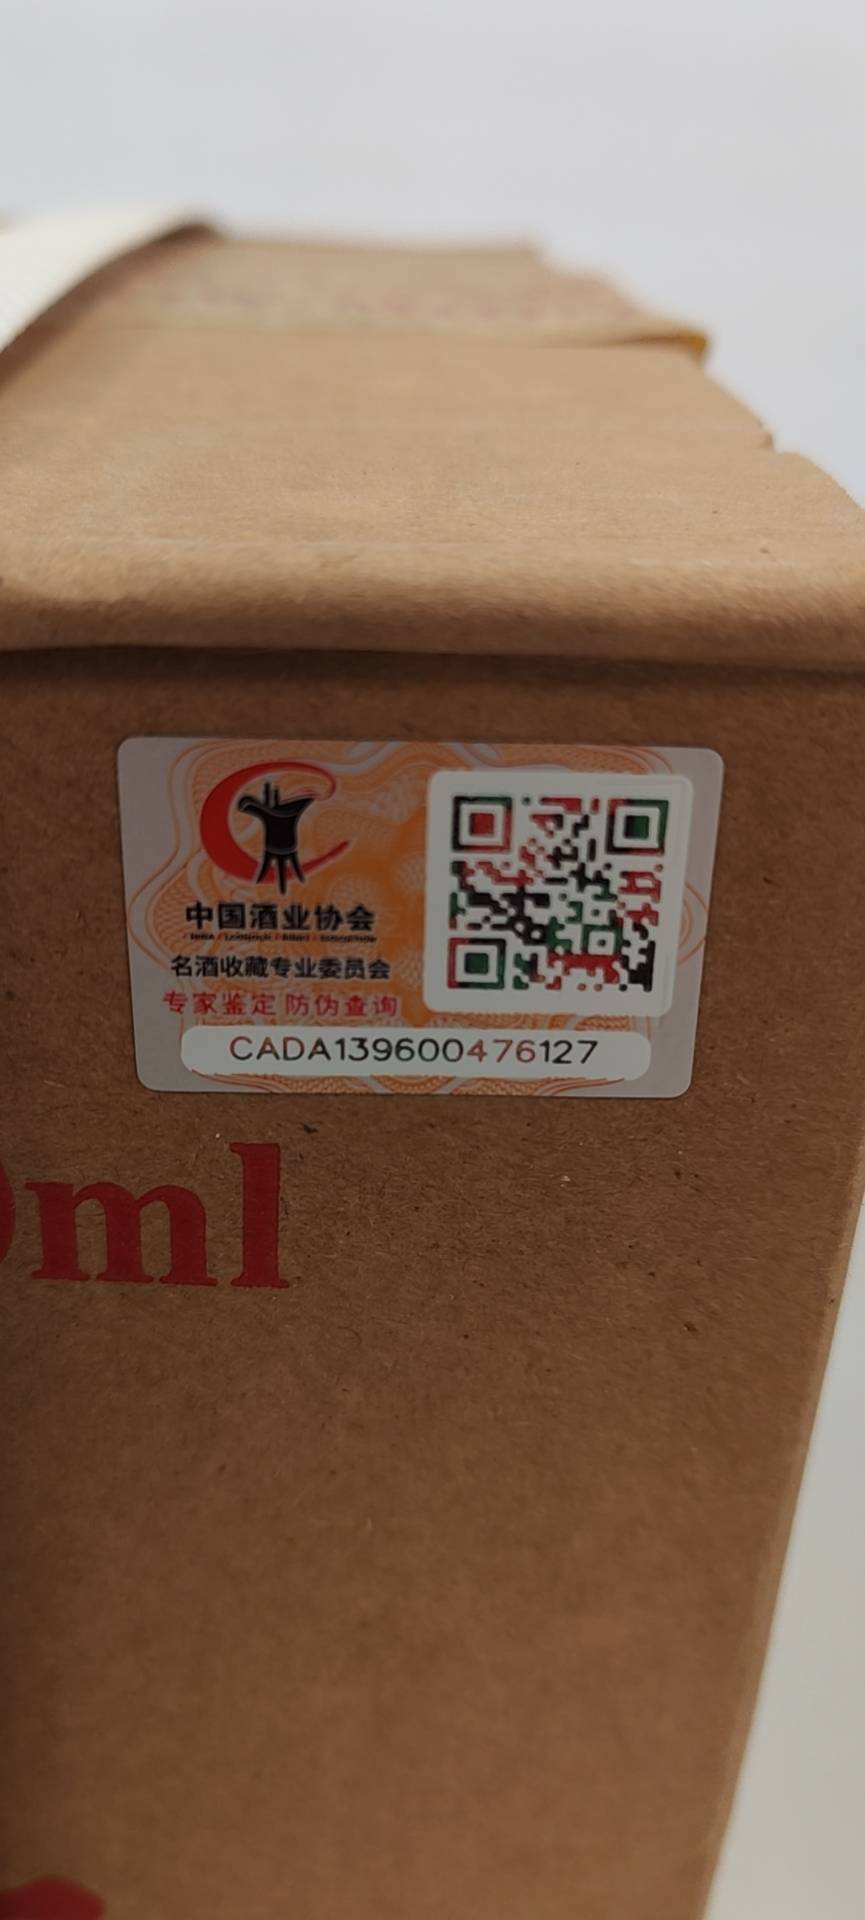 中国酒业协会
名酒收藏专业委员会
专家鉴定 防伪查询
CADA139600476127
ml